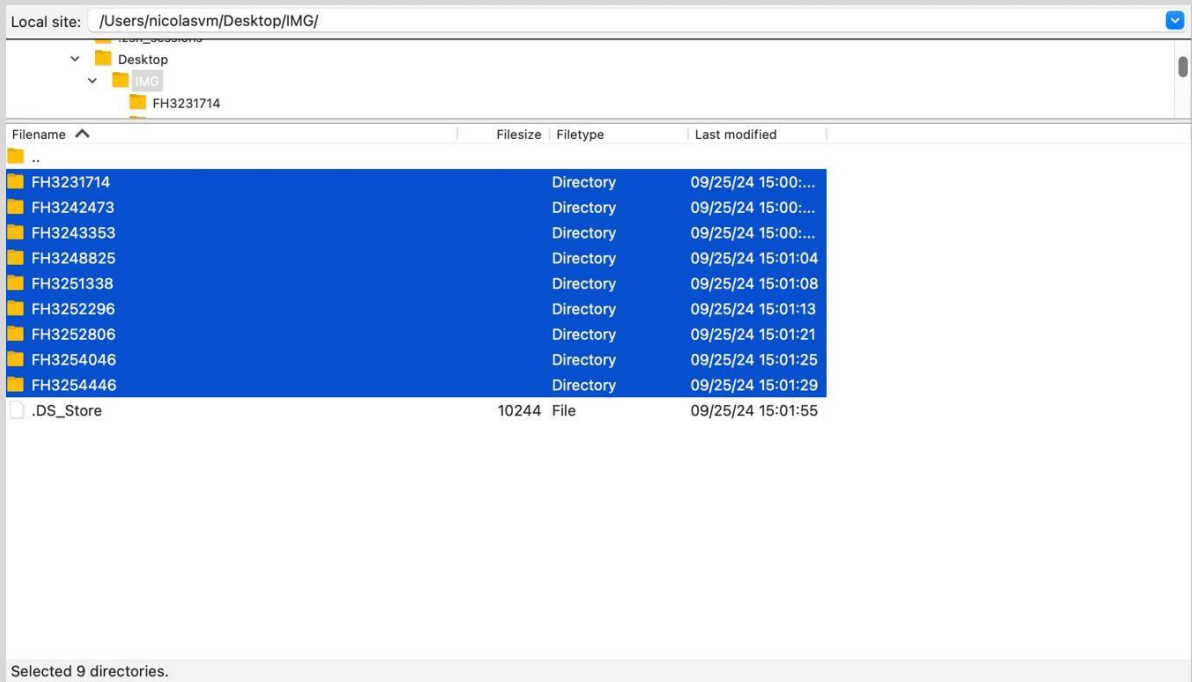 Local site: /Users/nicolasvm/Desktop/IMG/
Desktop
IMG
FH3231714
Filename Filesize Filetype Last modified
..
FH3231714 Directory 09/25/24 15:00:...
FH3242473 Directory 09/25/24 15:00:...
FH3243353 Directory 09/25/24 15:00:...
FH3248825 Directory 09/25/24 15:01:04
FH3251338 Directory 09/25/24 15:01:08
FH3252296 Directory 09/25/24 15:01:13
FH3252806 Directory 09/25/24 15:01:21
FH3254046 Directory 09/25/24 15:01:25
FH3254446 Directory 09/25/24 15:01:29
.DS_Store 10244 File 09/25/24 15:01:55
Selected 9 directories.